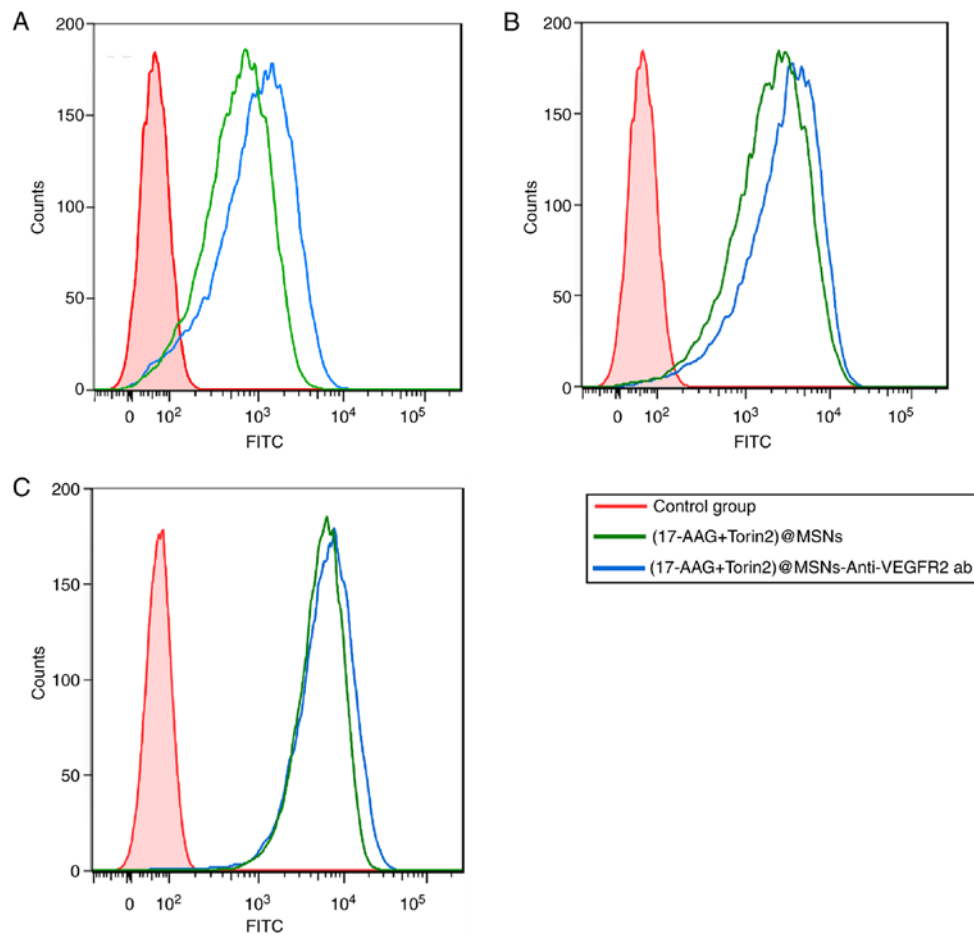 A
200
150
100
50
0
Counts
0 10² 10³ 10⁴ 10⁵
FITC
B
200
150
100
50
0
Counts
0 10² 10³ 10⁴ 10⁵
FITC
C
200
150
100
50
0
Counts
0 10² 10³ 10⁴ 10⁵
FITC
Control group
(17-AAG+Torin2)@MSNs
(17-AAG+Torin2)@MSNs-Anti-VEGFR2 ab